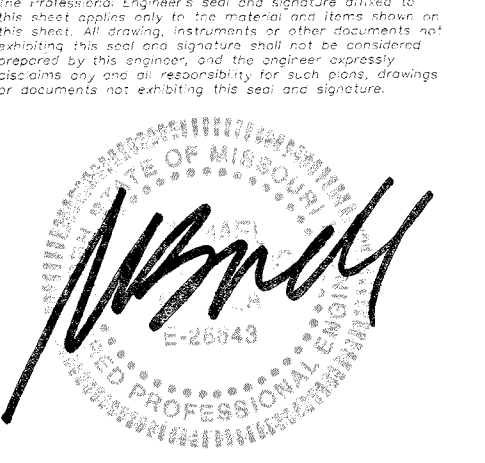 the Professional Engineer's seal and signature affixed to
this sheet applies only to the material and items shown on
this sheet. All drawing, instruments or other documents not
exhibiting this seal and signature shall not be considered
prepared by this engineer, and the engineer expressly
disclaims any and all responsibility for such plans, drawings
or documents not exhibiting this seal and signature.
STATE OF MISSOURI
E-28643
PROFESSIONAL